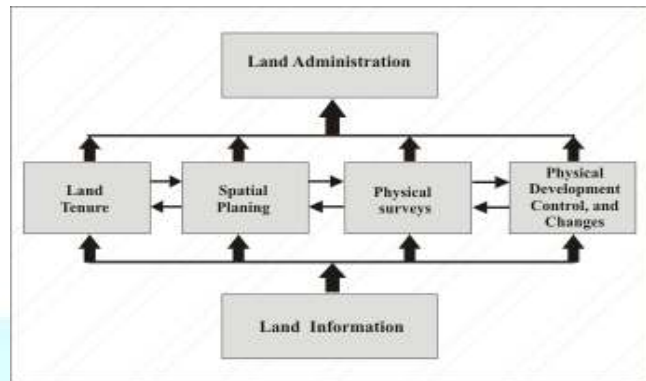 Land Administration
Land
Tenure
Spatial
Planing
Physical
surveys
Physical
Development
Control, and
Changes
Land Information